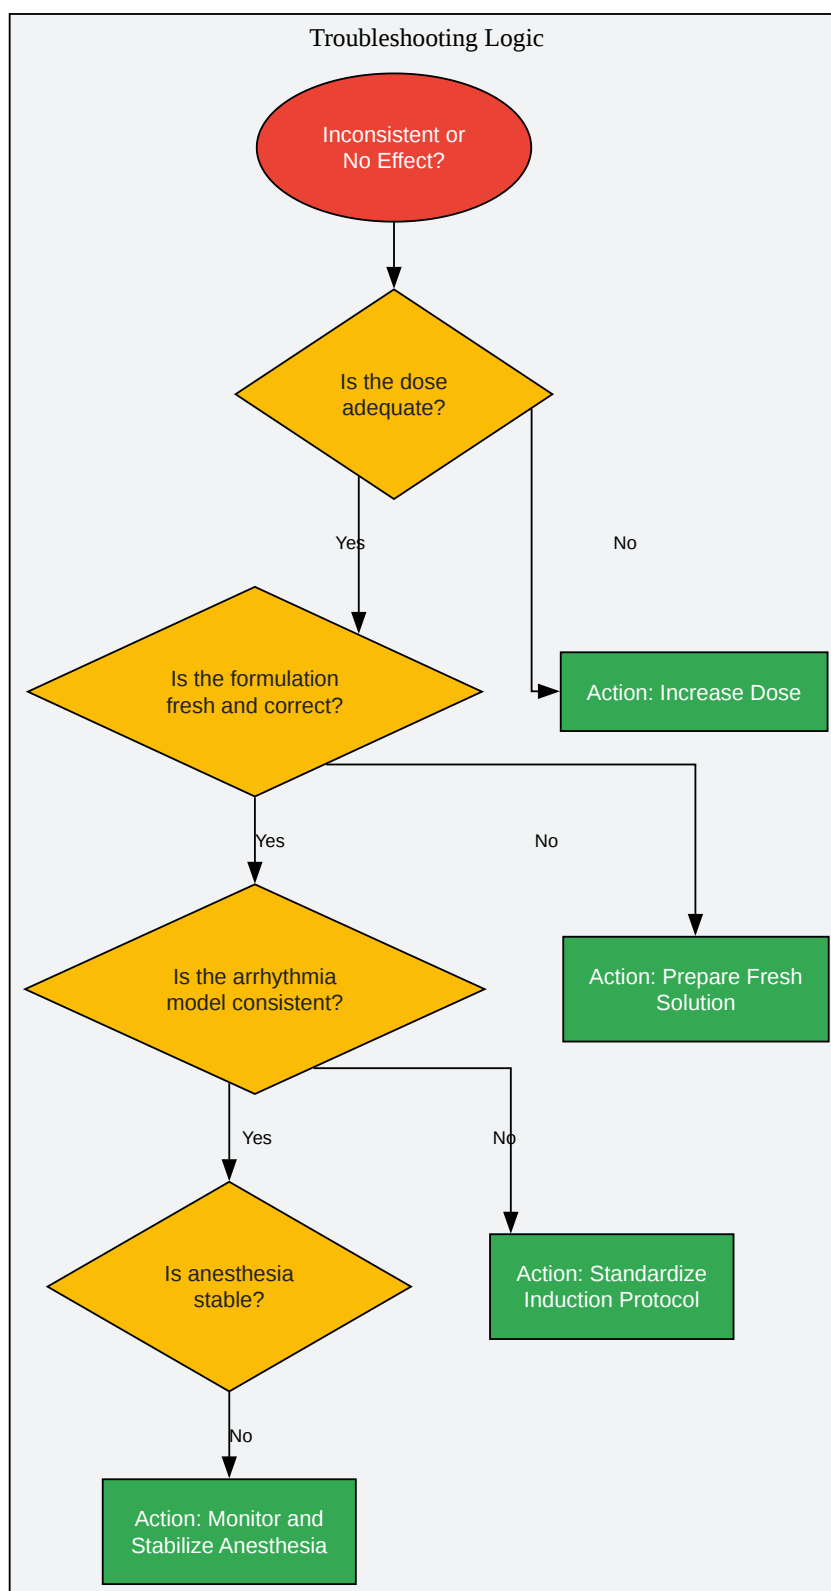 Troubleshooting Logic
Inconsistent or
No Effect?
Is the dose
adequate?
Yes
No
Is the formulation
fresh and correct?
Action: Increase Dose
Yes
No
Is the arrhythmia
model consistent?
Action: Prepare Fresh
Solution
Yes
No
Is anesthesia
stable?
Action: Standardize
Induction Protocol
No
Action: Monitor and
Stabilize Anesthesia